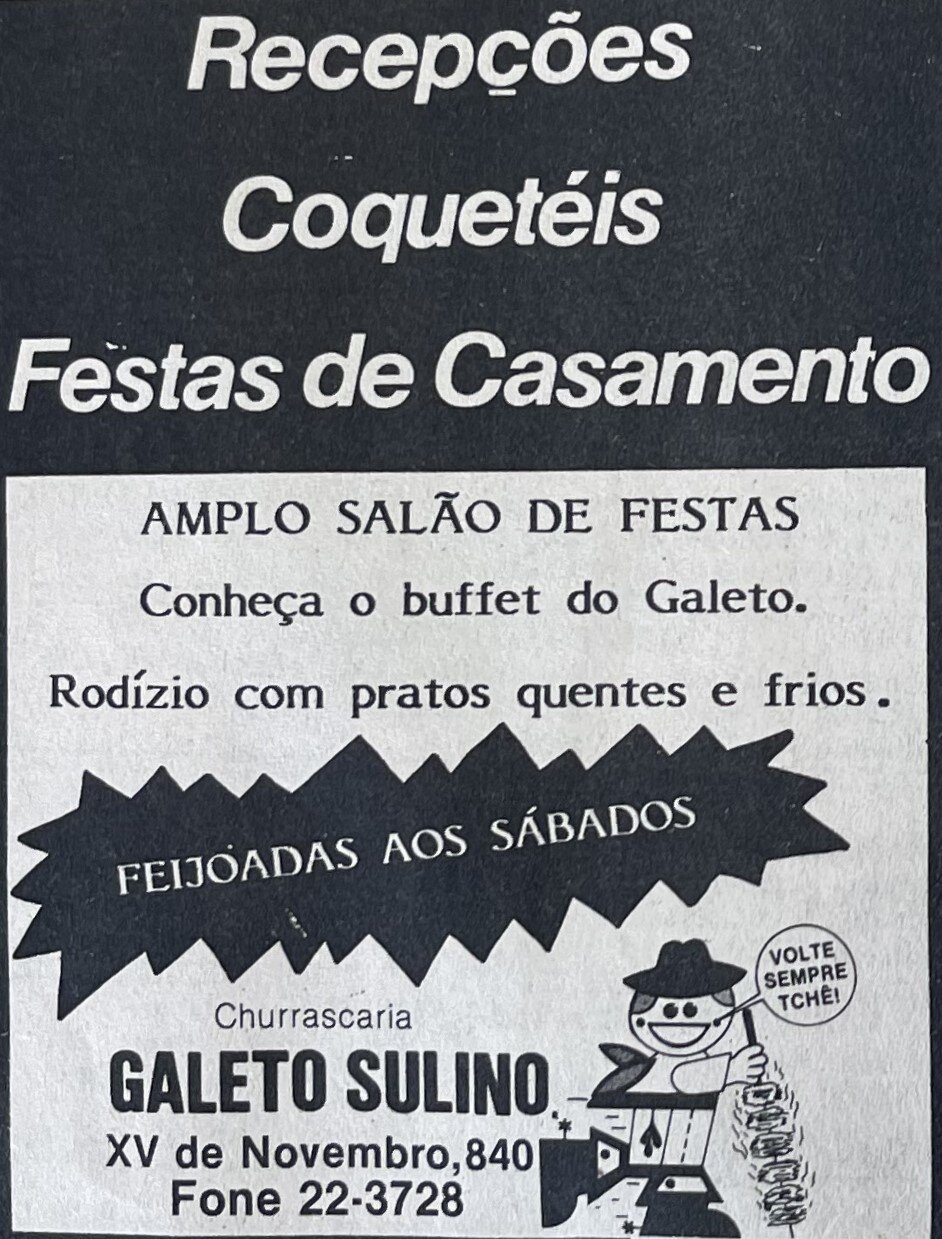 Recepções
Coquetéis
Festas de Casamento
AMPLO SALÃO DE FESTAS
Conheça o buffet do Galeto.
Rodízio com pratos quentes e frios.
FEIJOADAS AOS SÁBADOS
VOLTE
SEMPRE
TCHÊ!
Churrascaria
GALETO SULINO
XV de Novembro, 840
Fone 22-3728